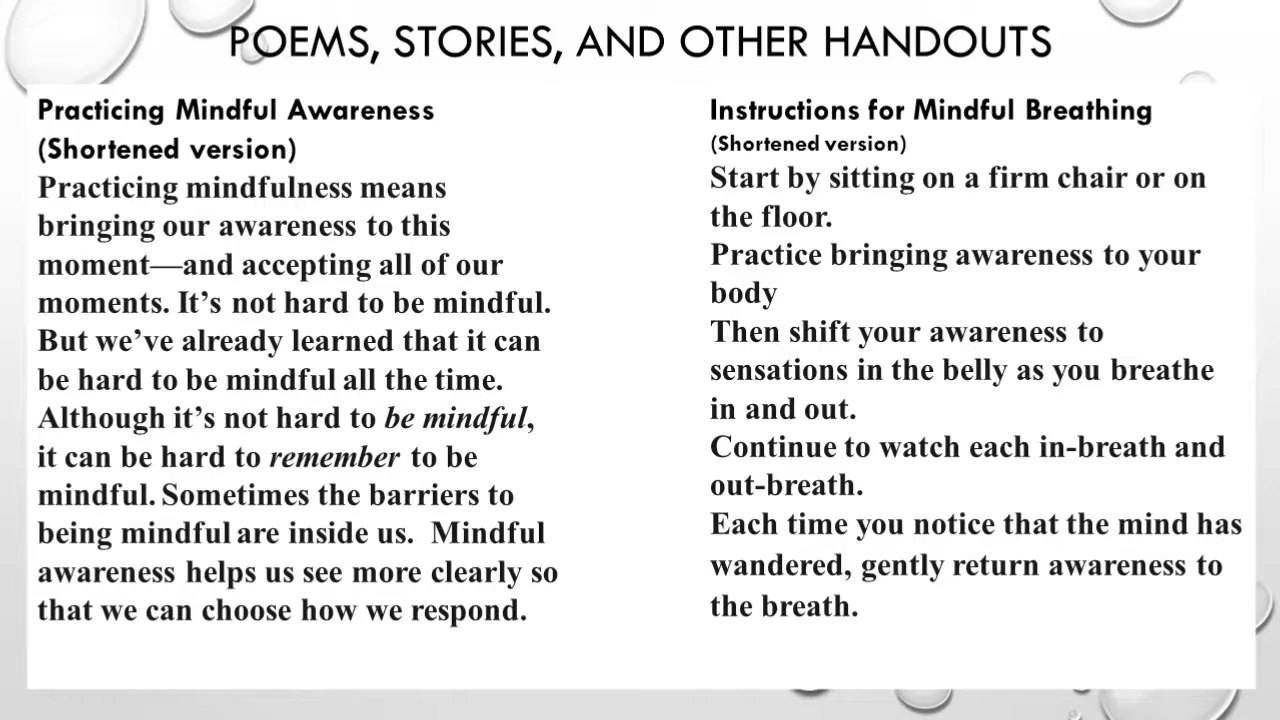 POEMS, STORIES, AND OTHER HANDOUTS
Practicing Mindful Awareness
(Shortened version)
Practicing mindfulness means
bringing our awareness to this
moment—and accepting all of our
moments. It’s not hard to be mindful.
But we’ve already learned that it can
be hard to be mindful all the time.
Although it’s not hard to be mindful,
it can be hard to remember to be
mindful. Sometimes the barriers to
being mindful are inside us.  Mindful
awareness helps us see more clearly so
that we can choose how we respond.
Instructions for Mindful Breathing
(Shortened version)
Start by sitting on a firm chair or on
the floor.
Practice bringing awareness to your
body
Then shift your awareness to
sensations in the belly as you breathe
in and out.
Continue to watch each in-breath and
out-breath.
Each time you notice that the mind has
wandered, gently return awareness to
the breath.